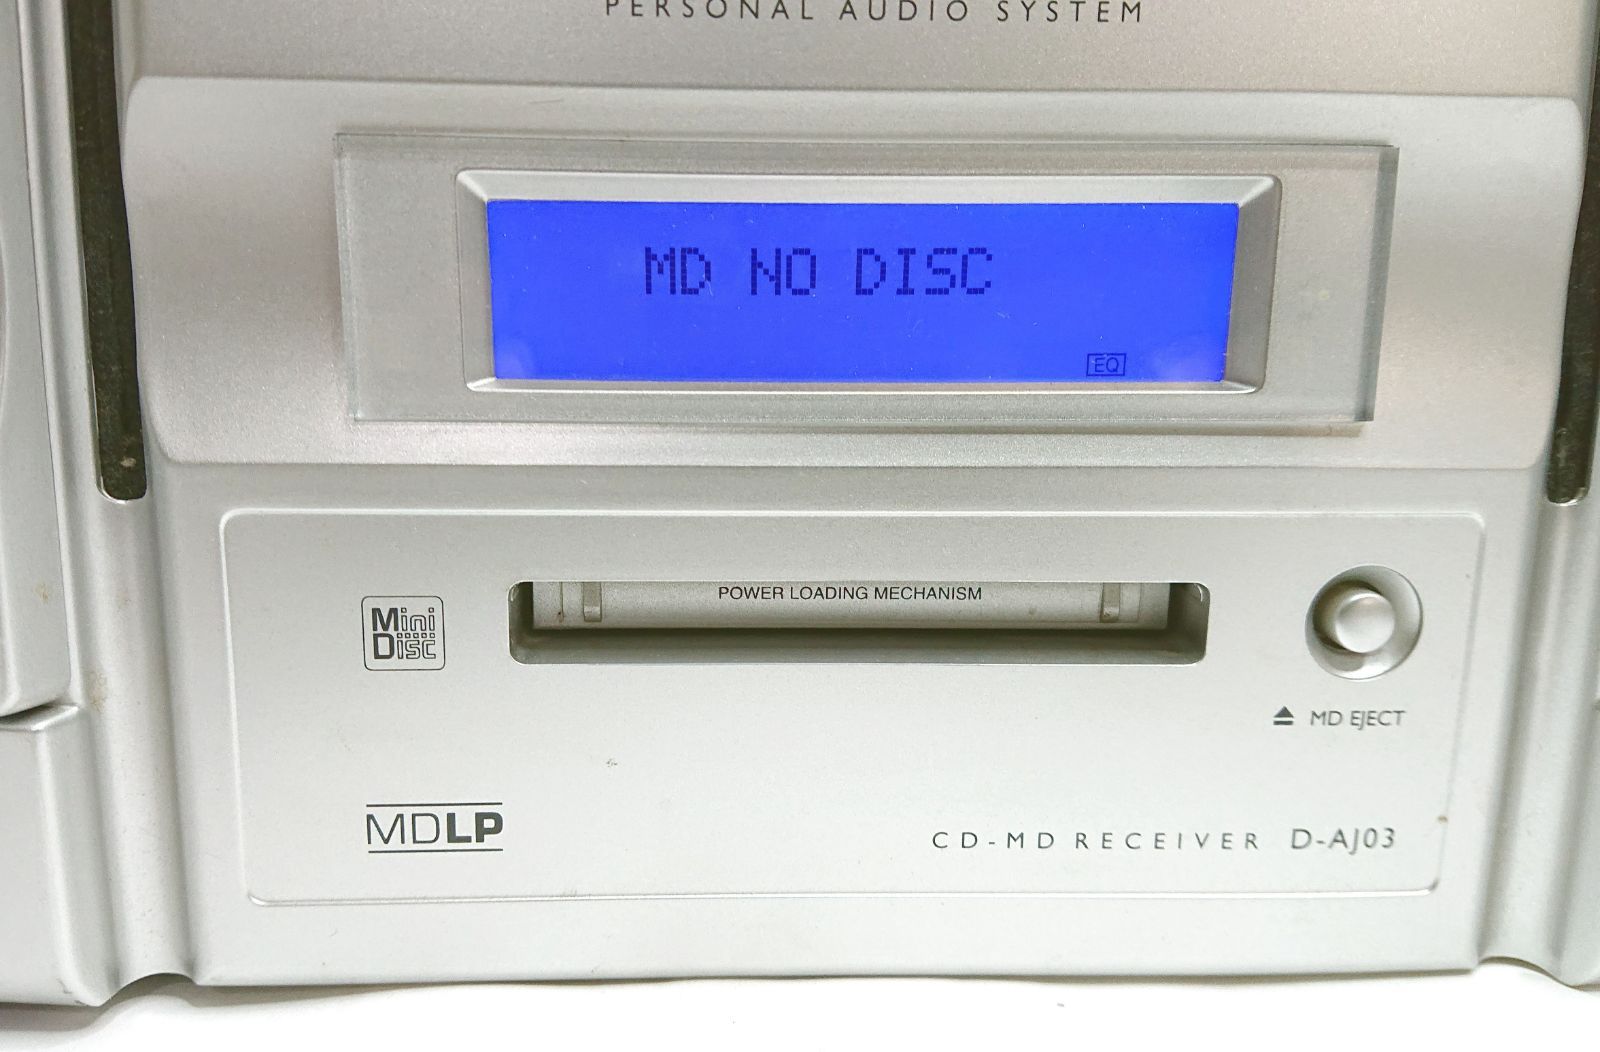 PERSONAL AUDIO SYSTEM
MD NO DISC
EQ
POWER LOADING MECHANISM
Mini
Disc
MD EJECT
MDLP
CD-MD RECEIVER D-AJ03